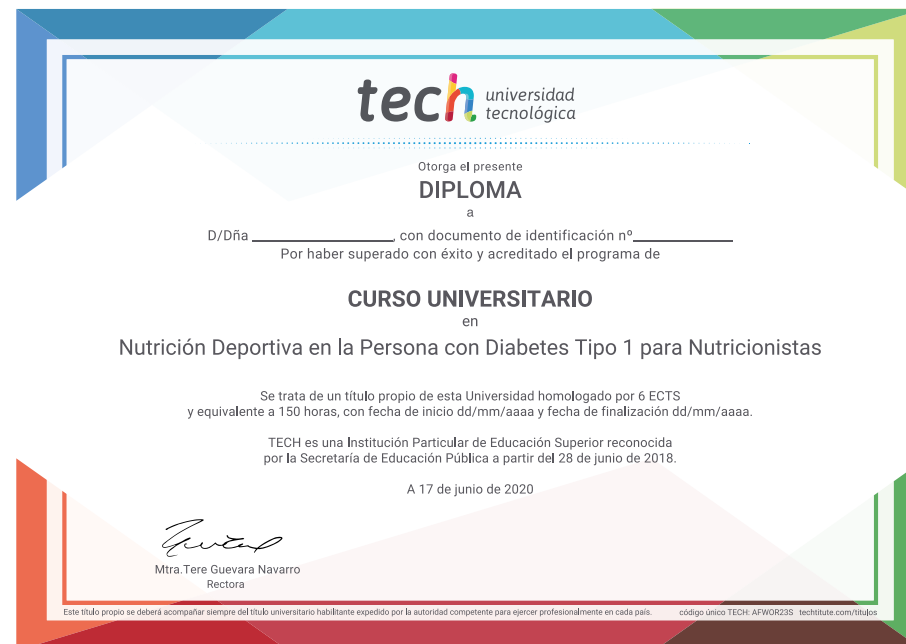 tech universidad
tecnológica
Otorga el presente
DIPLOMA
a
D/Dña ____________, con documento de identificación nº____________
Por haber superado con éxito y acreditado el programa de
CURSO UNIVERSITARIO
en
Nutrición Deportiva en la Persona con Diabetes Tipo 1 para Nutricionistas
Se trata de un título propio de esta Universidad homologado por 6 ECTS
y equivalente a 150 horas, con fecha de inicio dd/mm/aaaa y fecha de finalización dd/mm/aaaa.
TECH es una Institución Particular de Educación Superior reconocida
por la Secretaría de Educación Pública a partir del 28 de junio de 2018.
A 17 de junio de 2020
Mtra.Tere Guevara Navarro
Rectora
Este título propio se deberá acompañar siempre del título universitario habilitante expedido por la autoridad competente para ejercer profesionalmente en cada país. código único TECH: AFWOR23S techtitute.com/titulos